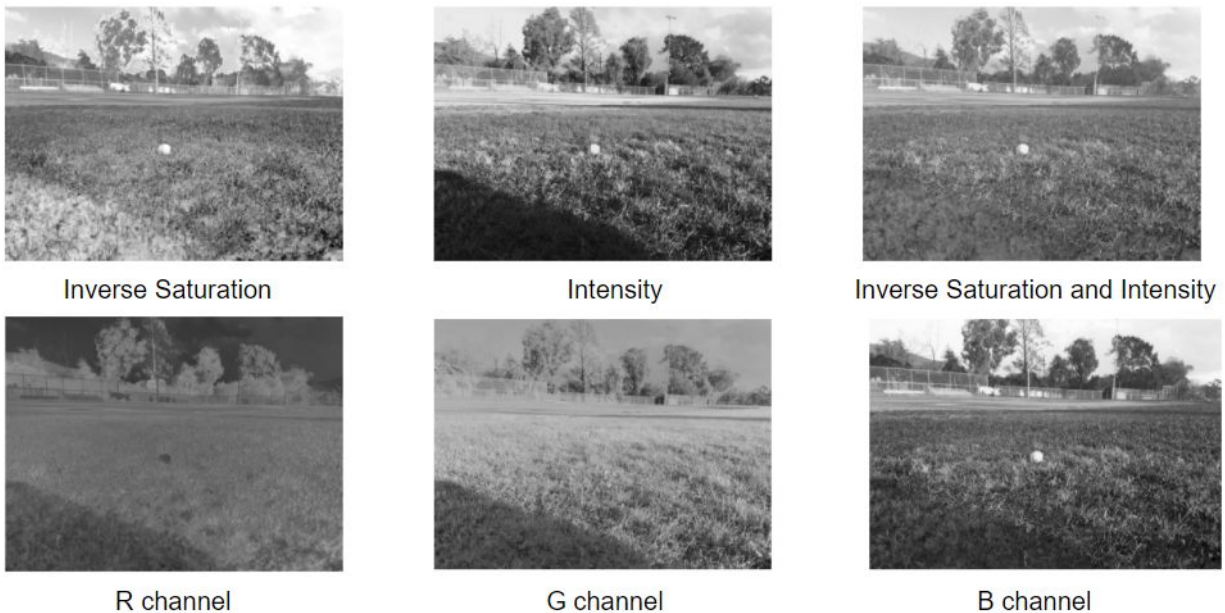 Inverse Saturation
Intensity
Inverse Saturation and Intensity
R channel
G channel
B channel